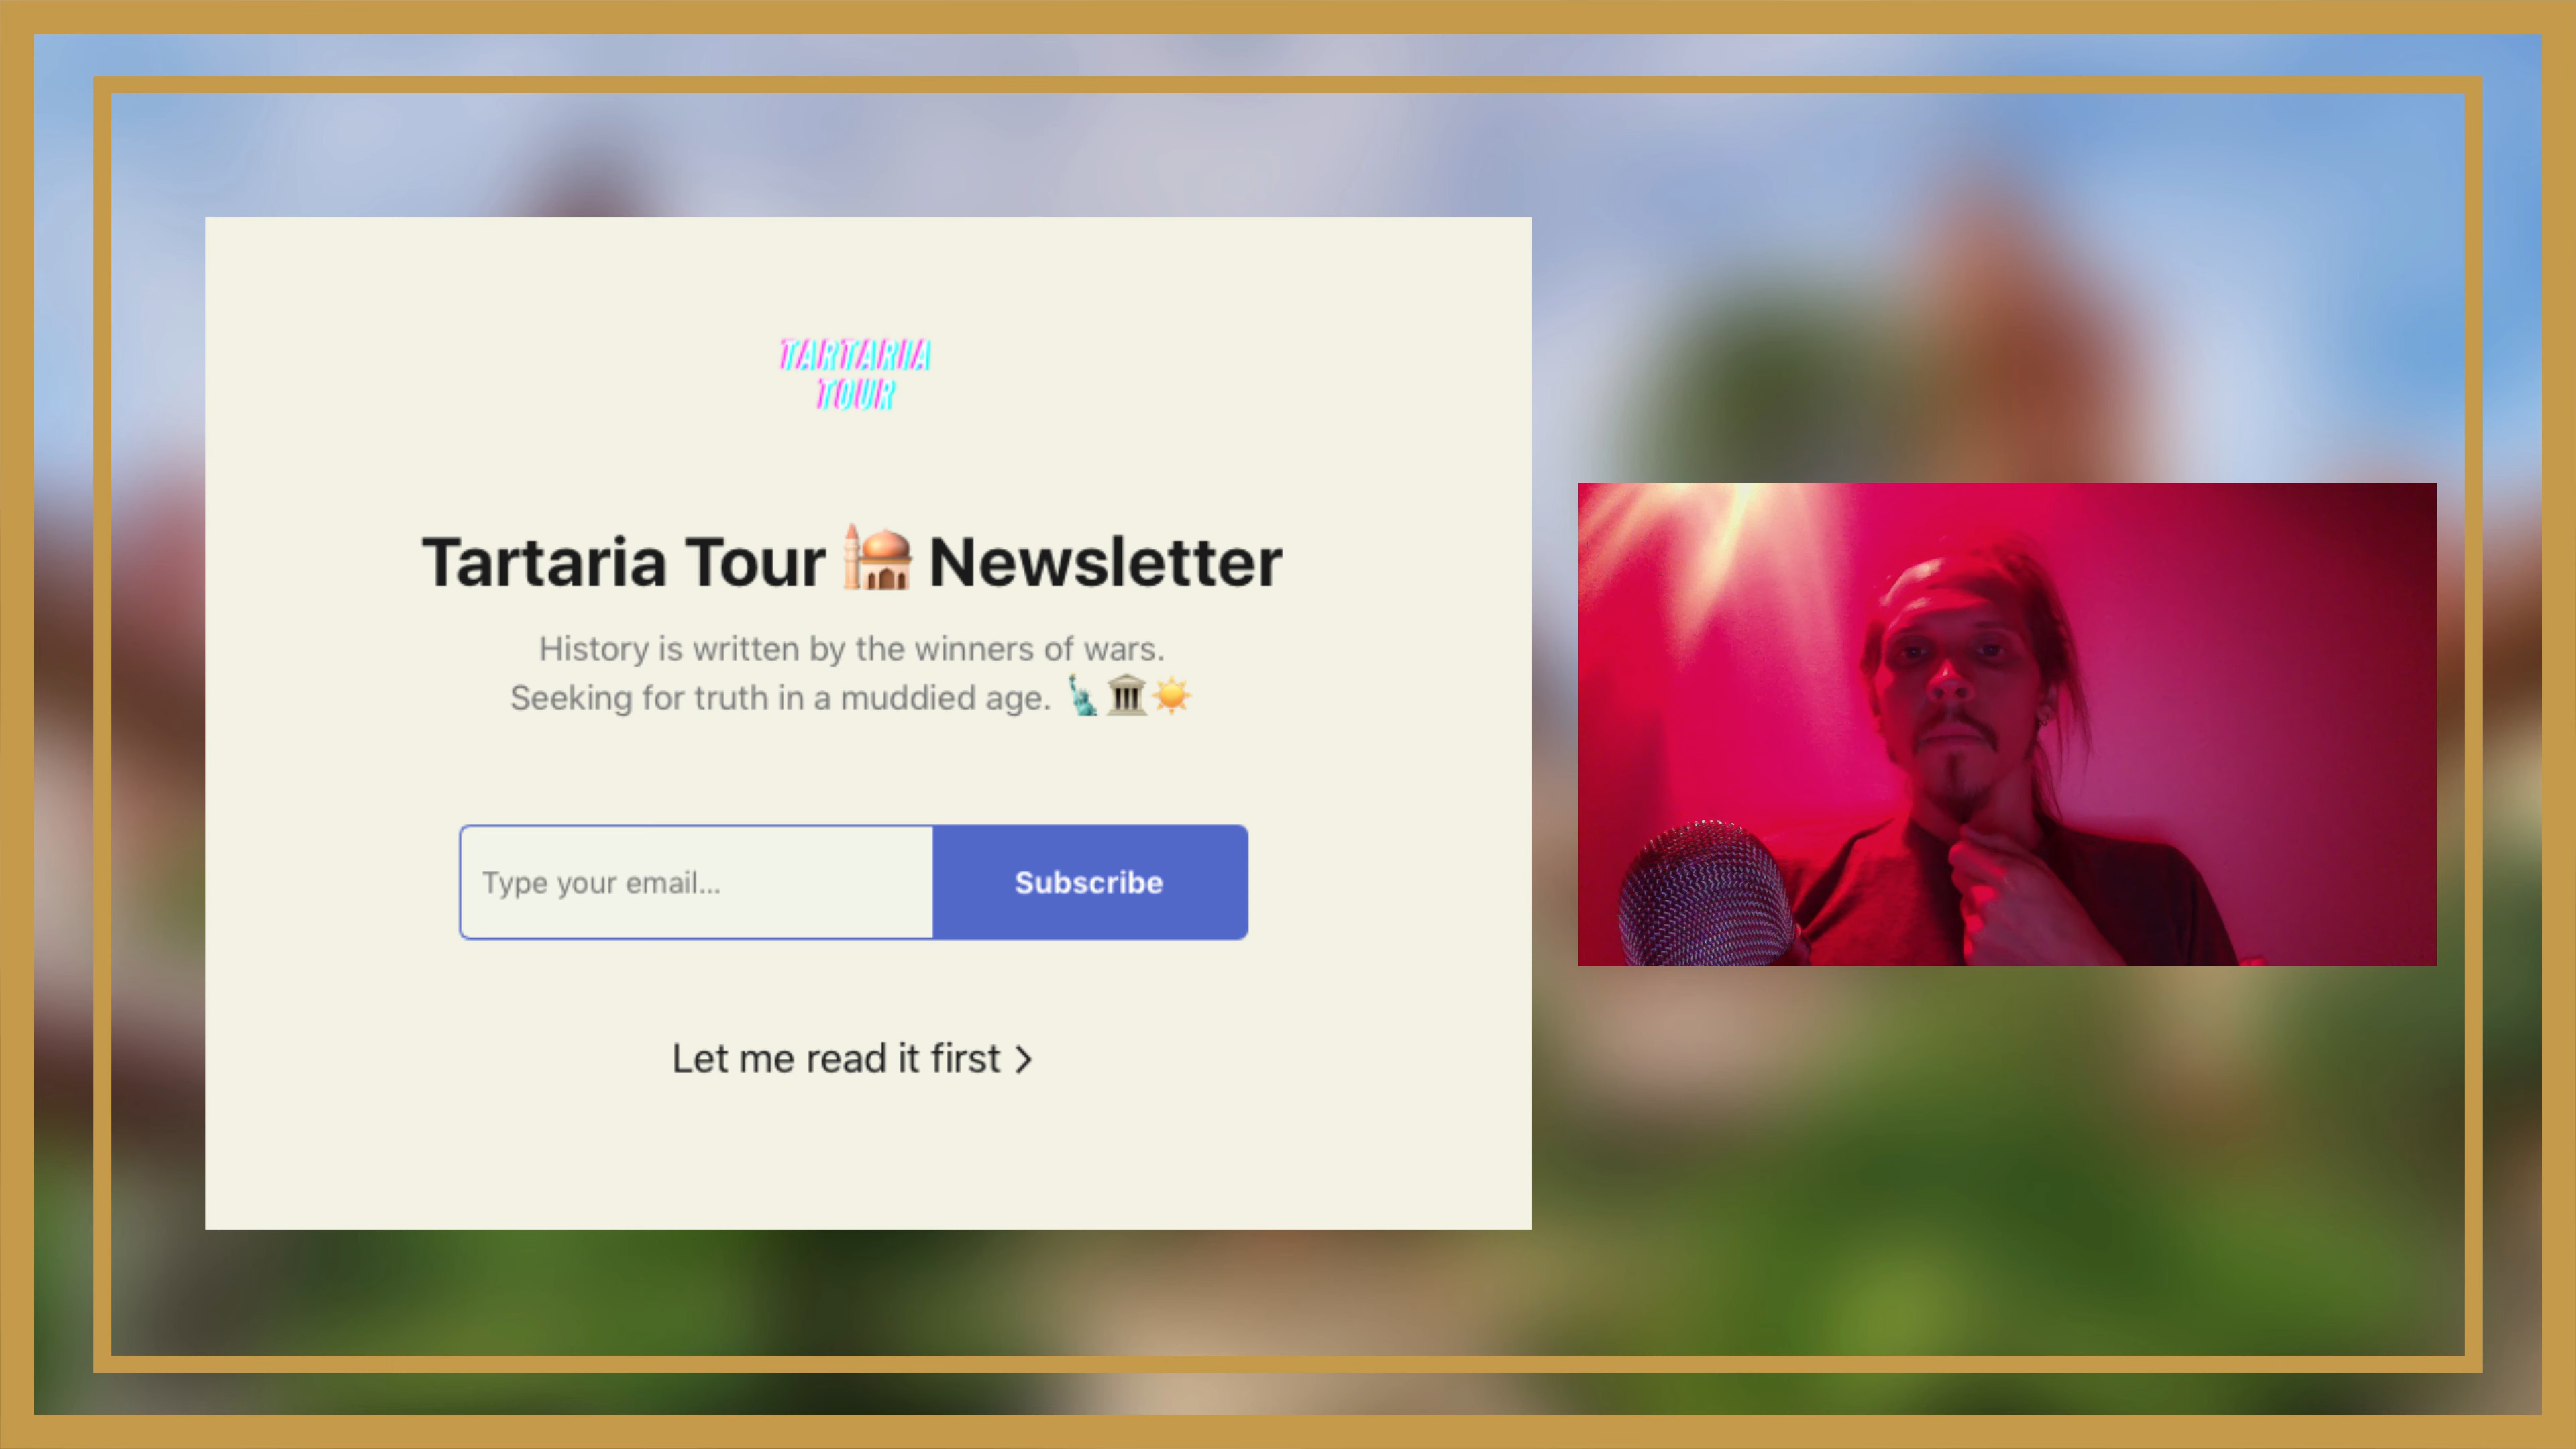 TARTARIA
TOUR
Tartaria Tour 🕌 Newsletter
History is written by the winners of wars.
Seeking for truth in a muddied age. 🗽🏛️☀️
Type your email...
Subscribe
Let me read it first >